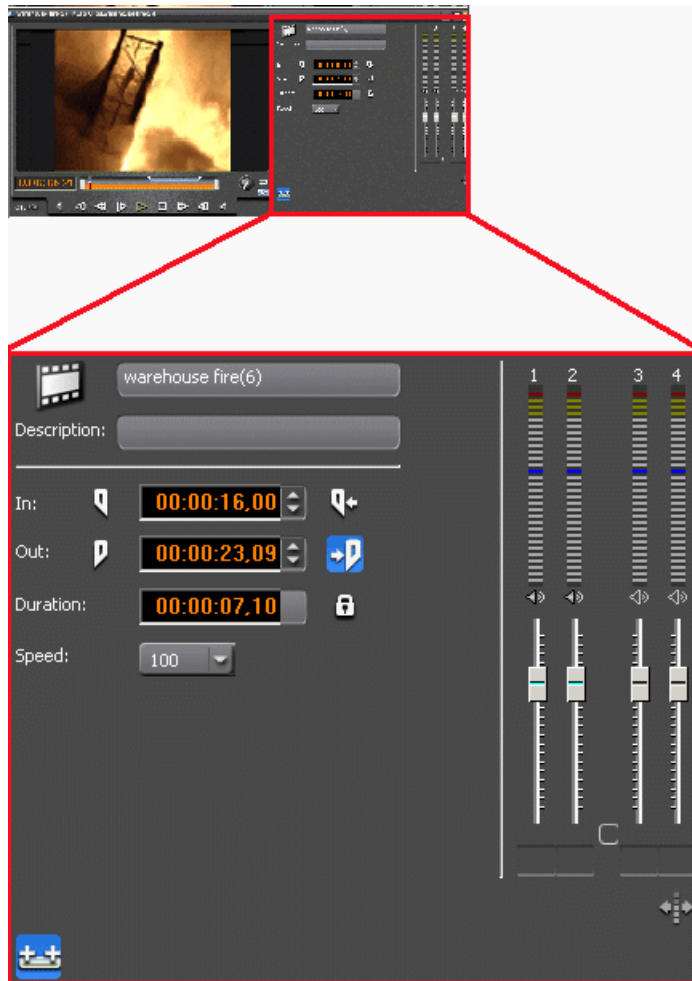 1 2 3 4
warehouse fire(6)
Description:
In: 00:00:16,00
Out: 00:00:23,09
Duration: 00:00:07,10
Speed: 100